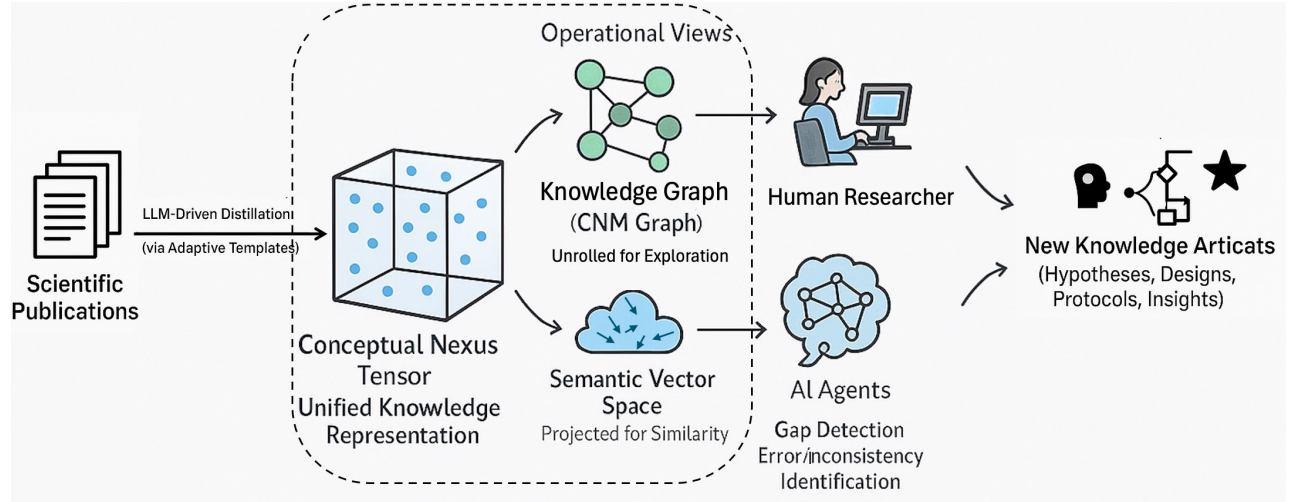 Operational Views
LLM-Driven Distillation
(via Adaptive Templates)
Scientific
Publications
Conceptual Nexus
Tensor
Unified Knowledge
Representation
Knowledge Graph
(CNM Graph)
Unrolled for Exploration
Semantic Vector
Space
Projected for Similarity
Human Researcher
AI Agents
Gap Detection
Error/inconsistency
Identification
New Knowledge Articats
(Hypotheses, Designs,
Protocols, Insights)